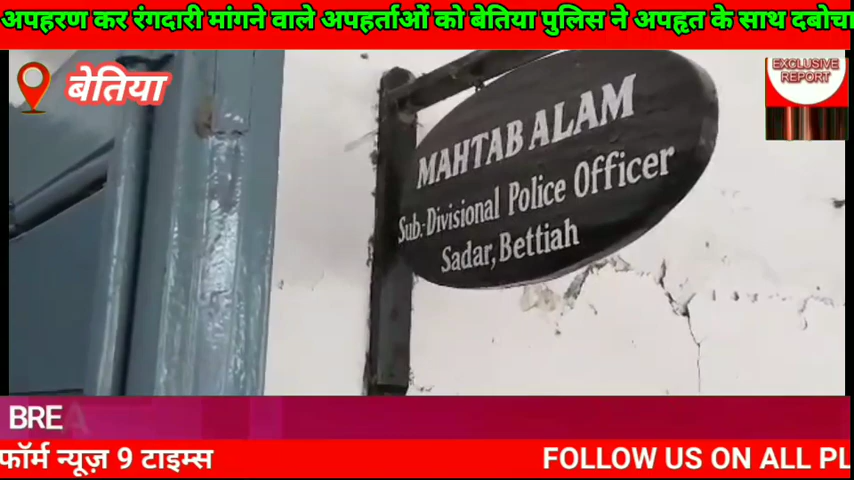 अपहरण कर रंगदारी मांगने वाले अपहर्ताओं को बेतिया पुलिस ने अपहृत के साथ दबोचा
बेतिया
EXCLUSIVE
REPORT
MAHTAB ALAM
Sub.-Divisional Police Officer
Sadar, Bettiah
BRE
फॉर्म न्यूज़ 9 टाइम्स
FOLLOW US ON ALL PL